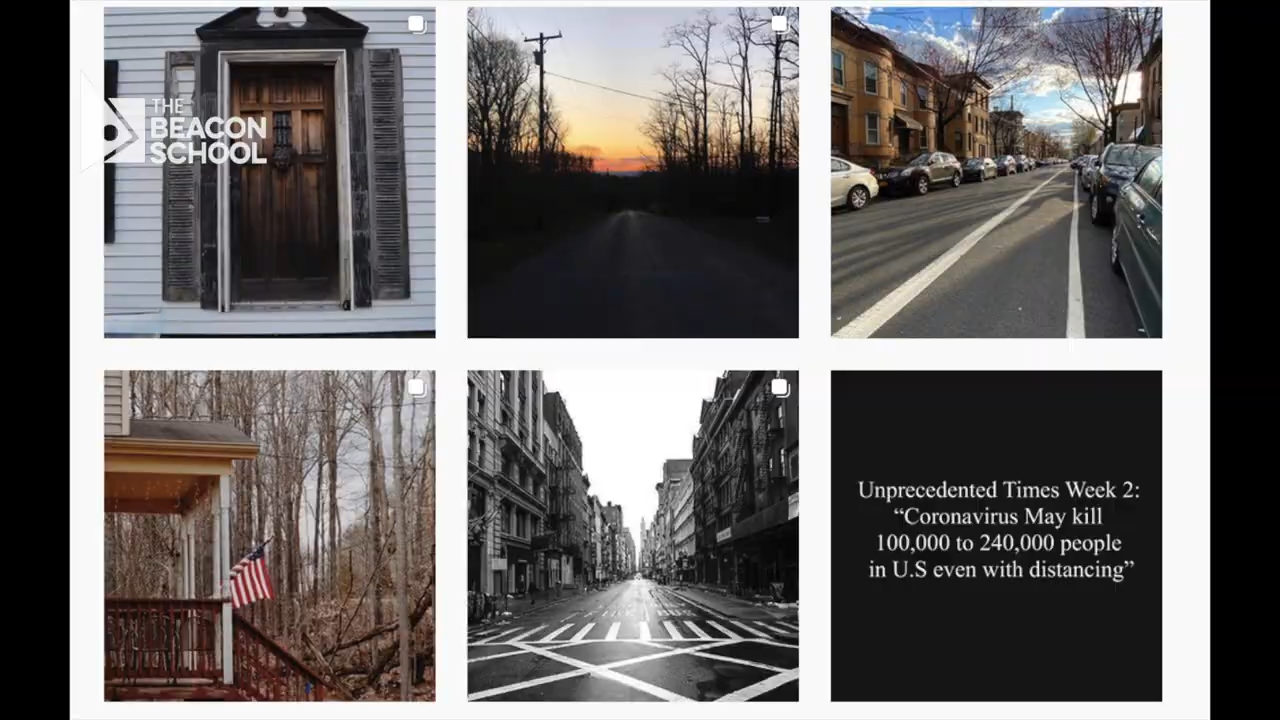 THE
BEACON
SCHOOL
Unprecedented Times Week 2:
“Coronavirus May kill
100,000 to 240,000 people
in U.S even with distancing”